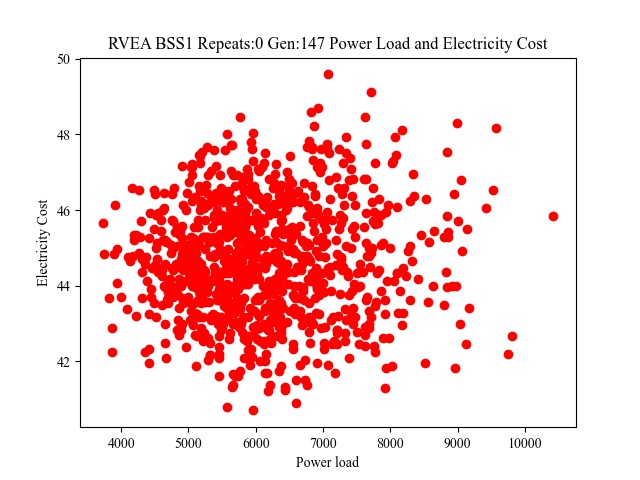 RVEA BSS1 Repeats:0 Gen:147 Power Load and Electricity Cost
50
48
46
44
42
Electricity Cost
4000 5000 6000 7000 8000 9000 10000
Power load